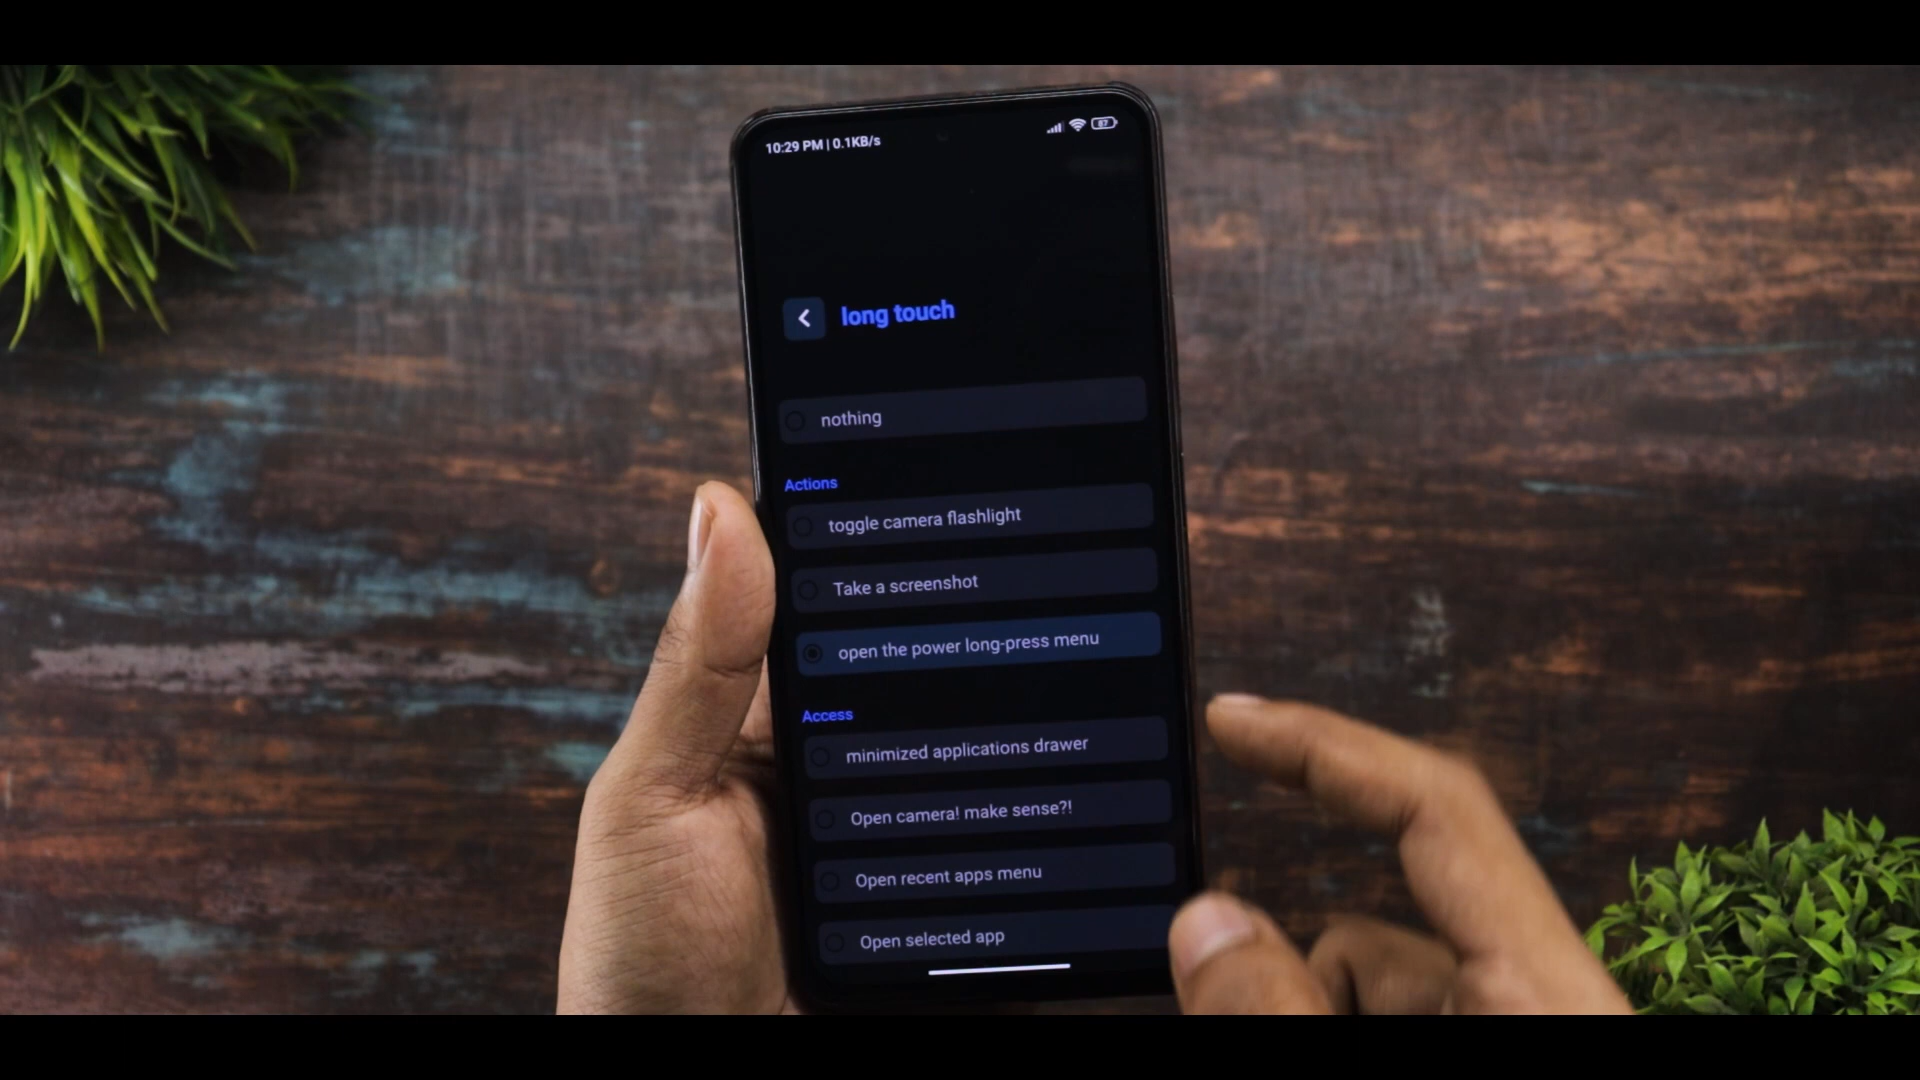 10:29 PM | 0.1KB/s
87
long touch
nothing
Actions
toggle camera flashlight
Take a screenshot
open the power long-press menu
Access
minimized applications drawer
Open camera! make sense?!
Open recent apps menu
Open selected app